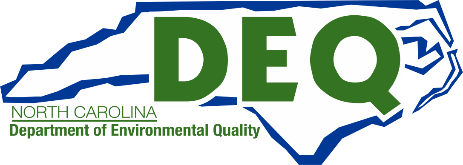 DEQ
NORTH CAROLINA
Department of Environmental Quality